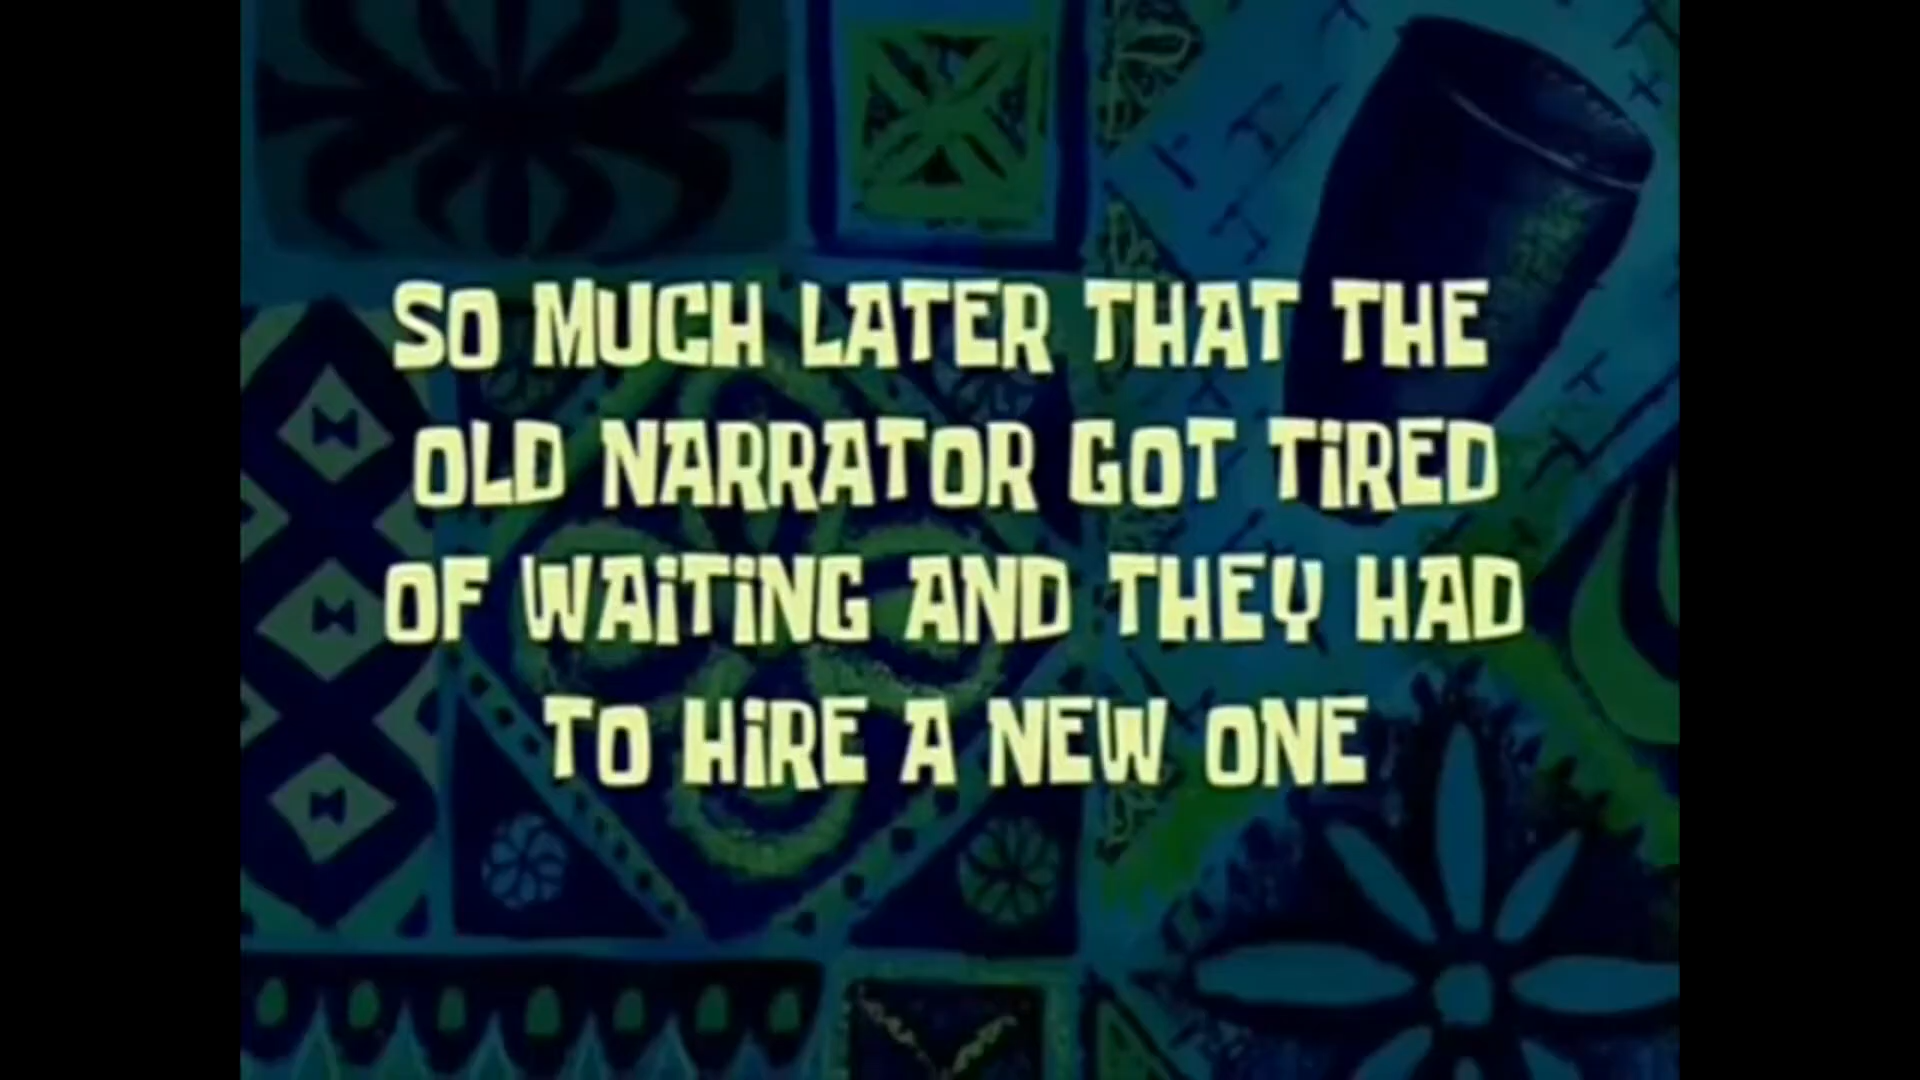 SO MUCH LATER THAT THE
OLD NARRATOR GOT TiRED
OF WAiTiNG AND THEY HAD
TO HiRE A NEW ONE